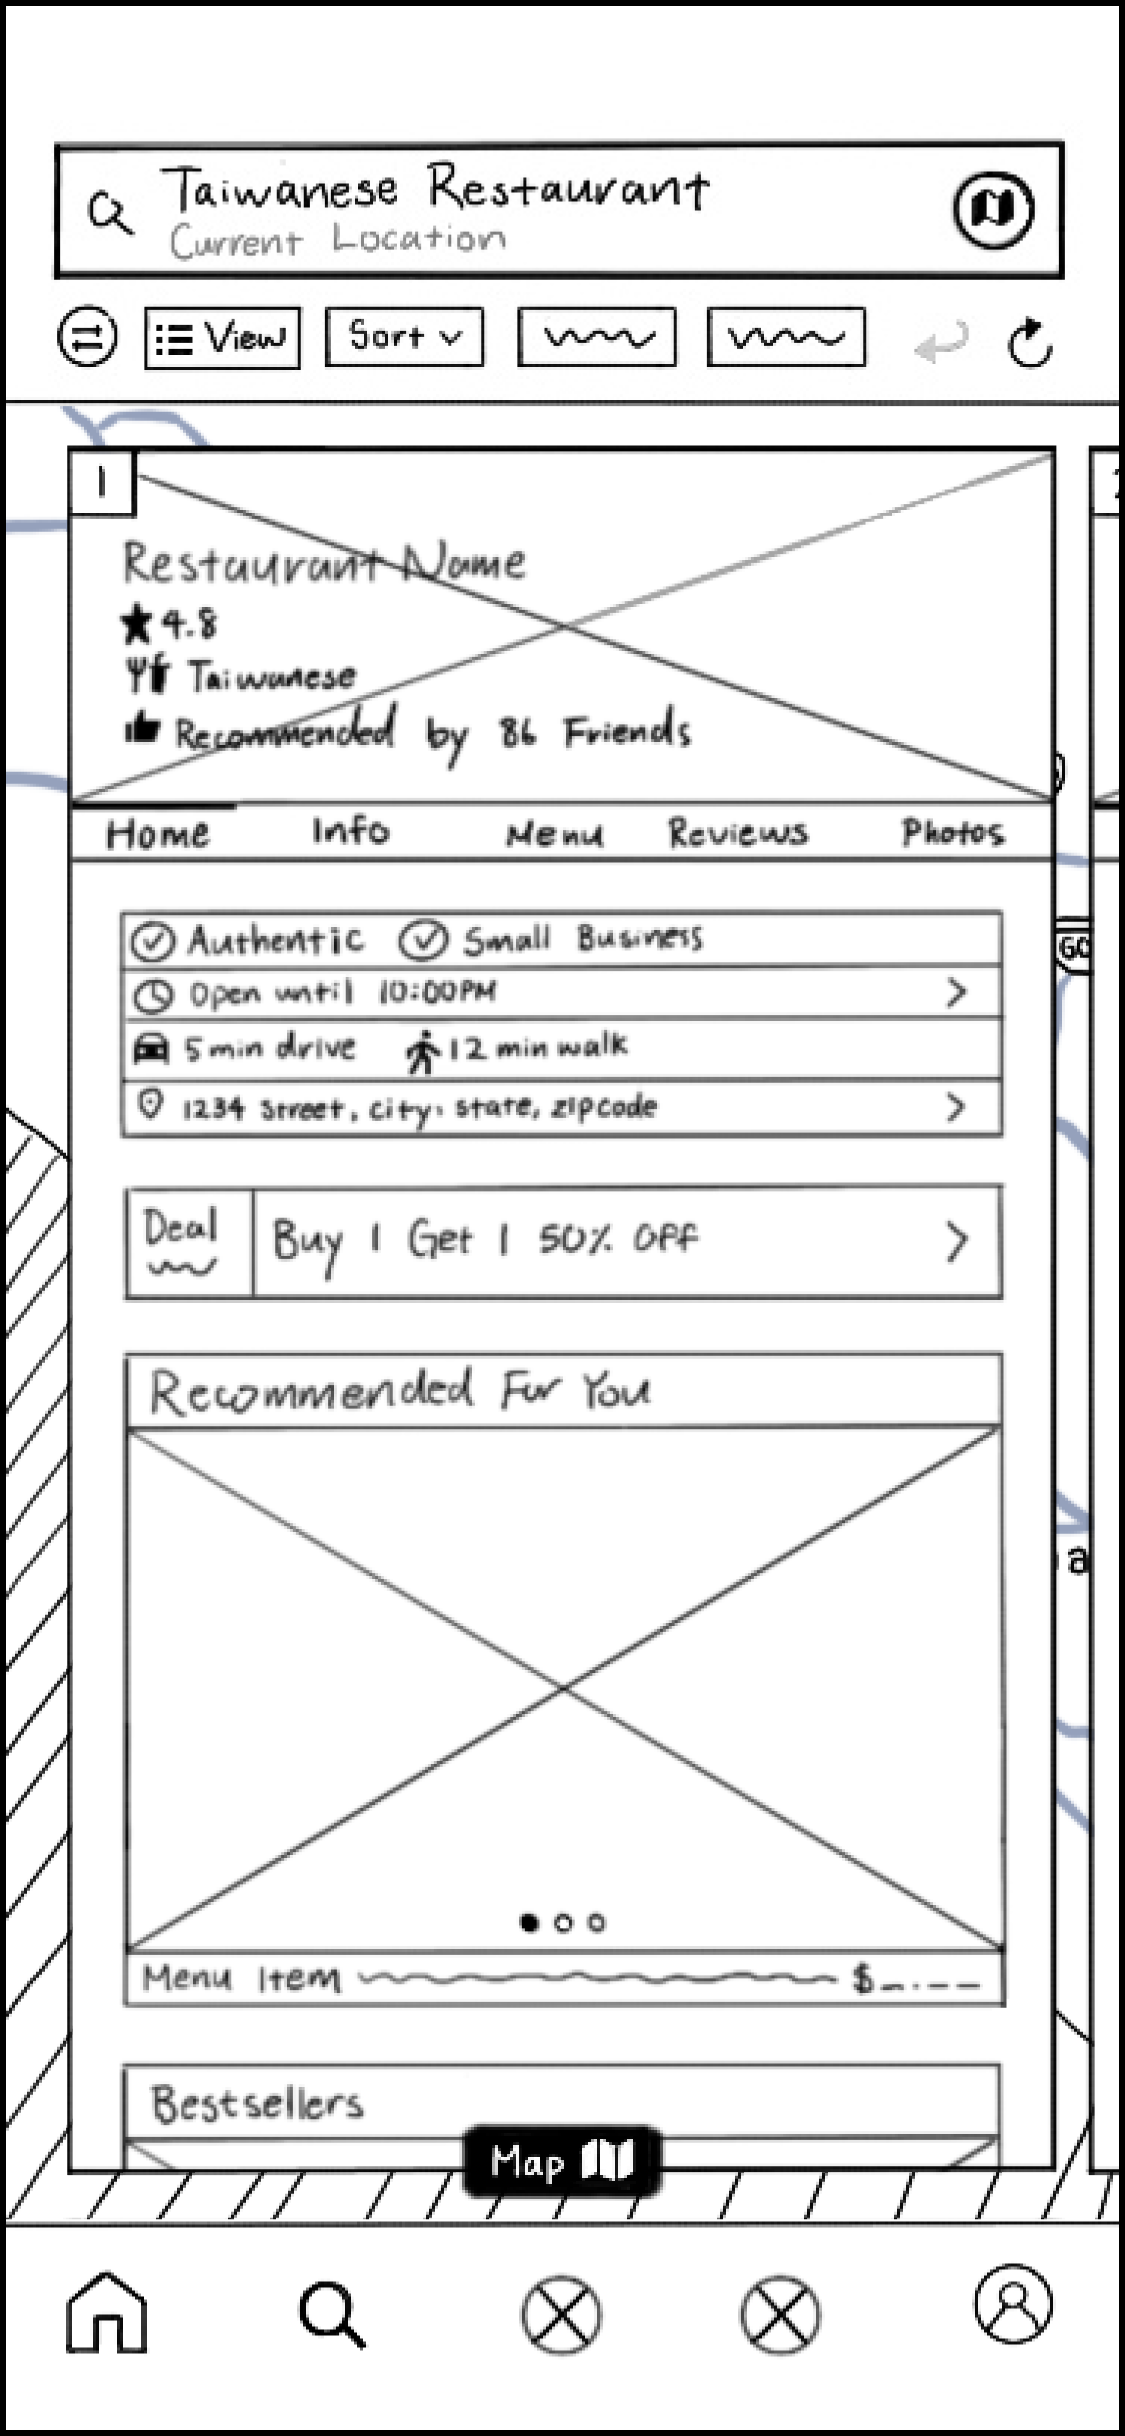 Taiwanese Restaurant
Current Location
View Sort
1
Restaurant Name
4.8
Taiwanese
Recommended by 86 Friends
Home Info Menu Reviews Photos
Authentic Small Business
Open until 10:00PM
5 min drive 12 min walk
1234 street, city, state, zipcode
Deal Buy 1 Get 1 50% OFF
Recommended For You
Menu Item $_.__
Bestsellers
Map